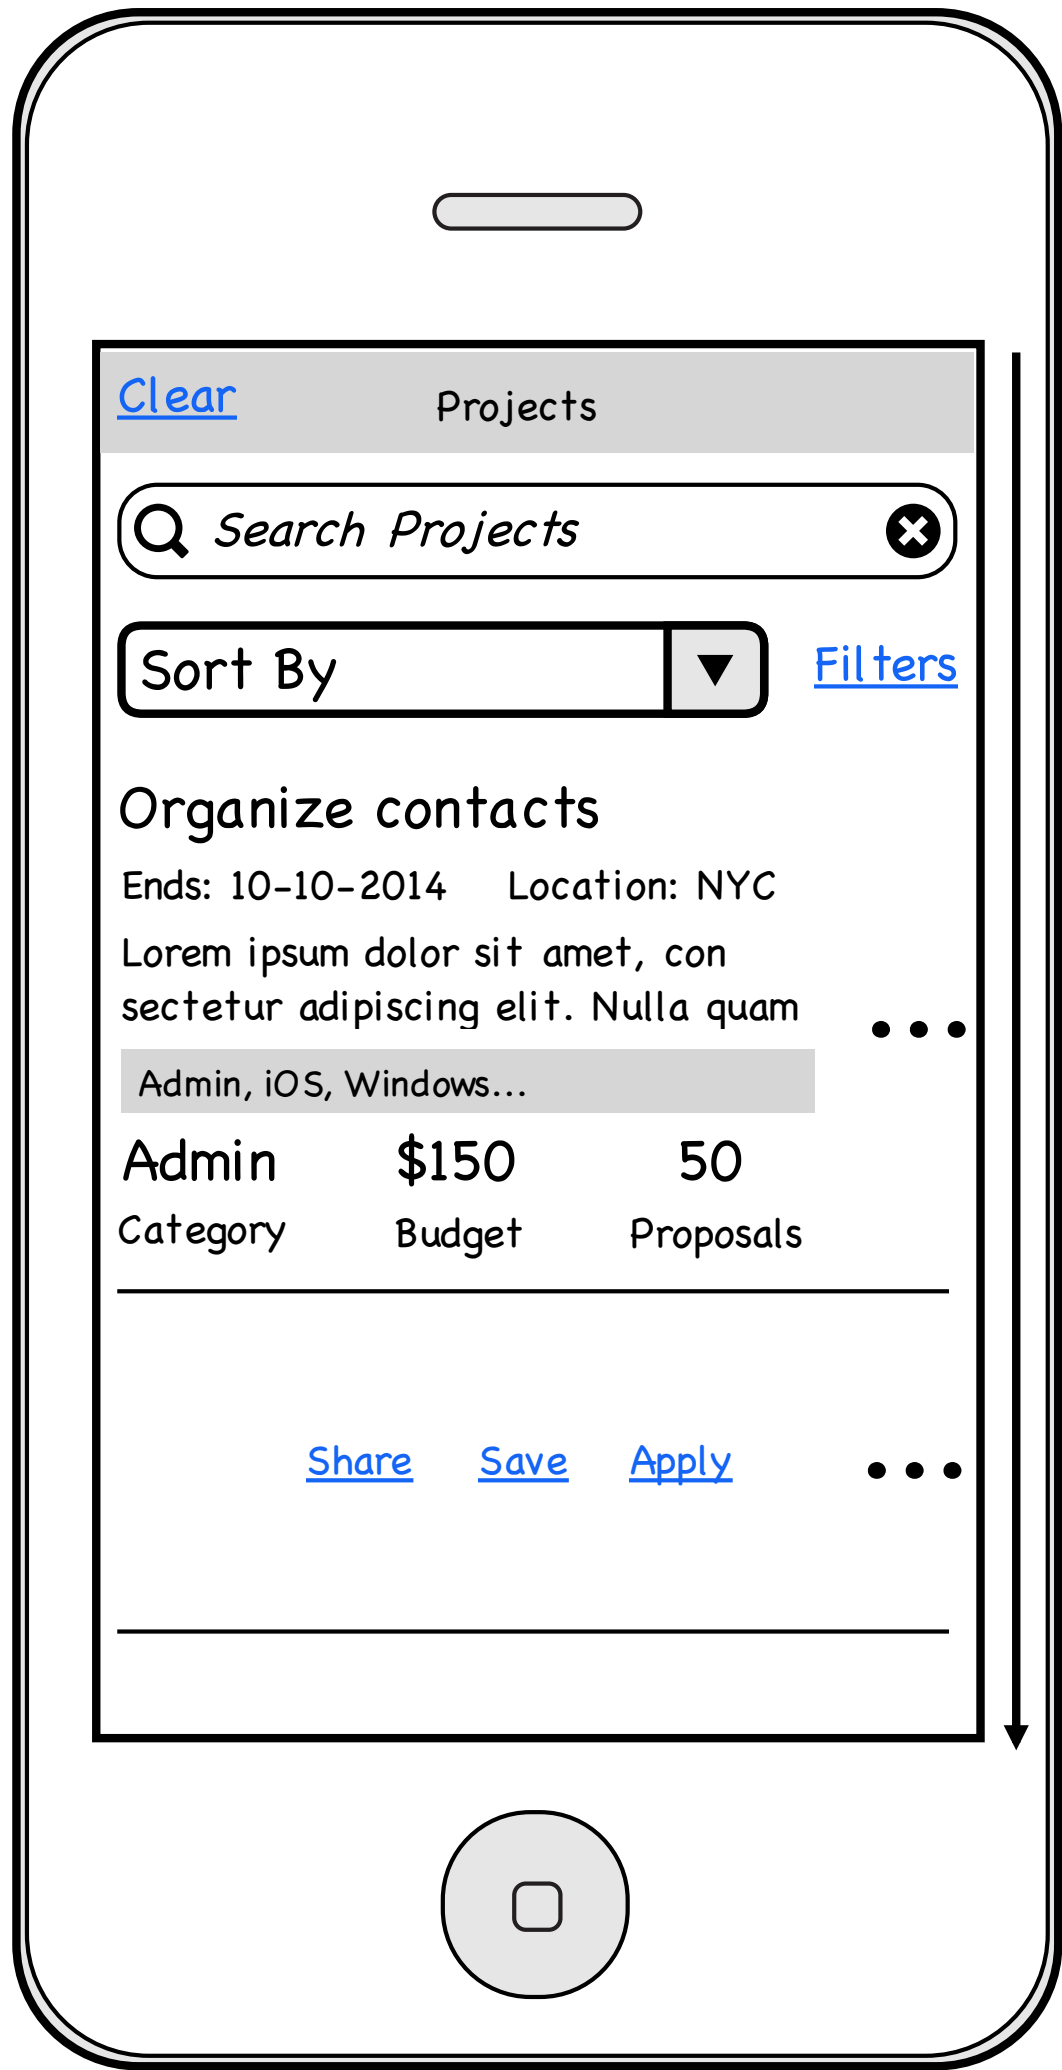 Clear
Projects
Search Projects
Sort By
Filters
Organize contacts
Ends: 10-10-2014 Location: NYC
Lorem ipsum dolor sit amet, con
sectetur adipiscing elit. Nulla quam
Admin, iOS, Windows...
Admin $150 50
Category Budget Proposals
Share Save Apply